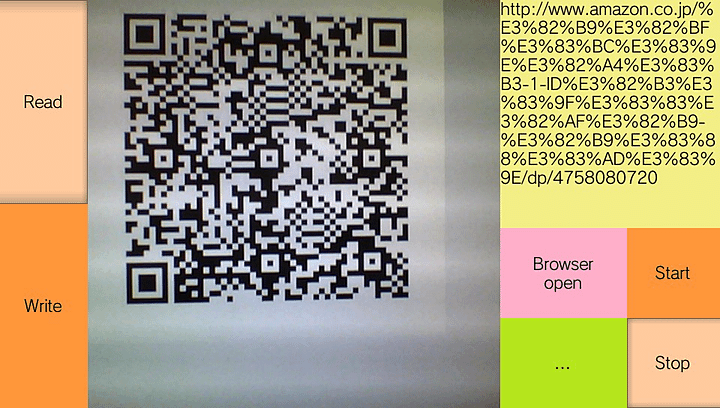 Read
Write
http://www.amazon.co.jp/%
E3%82%B9%E3%82%BF
%E3%83%BC%E3%83%9
E%E3%82%A4%E3%83%
B3-1-ID%E3%82%B3%E3
%83%9F%E3%83%83%E
3%82%AF%E3%82%B9-
%E3%82%B9%E3%83%8
8%E3%83%AD%E3%83%
9E/dp/4758080720
Browser
open
Start
...
Stop